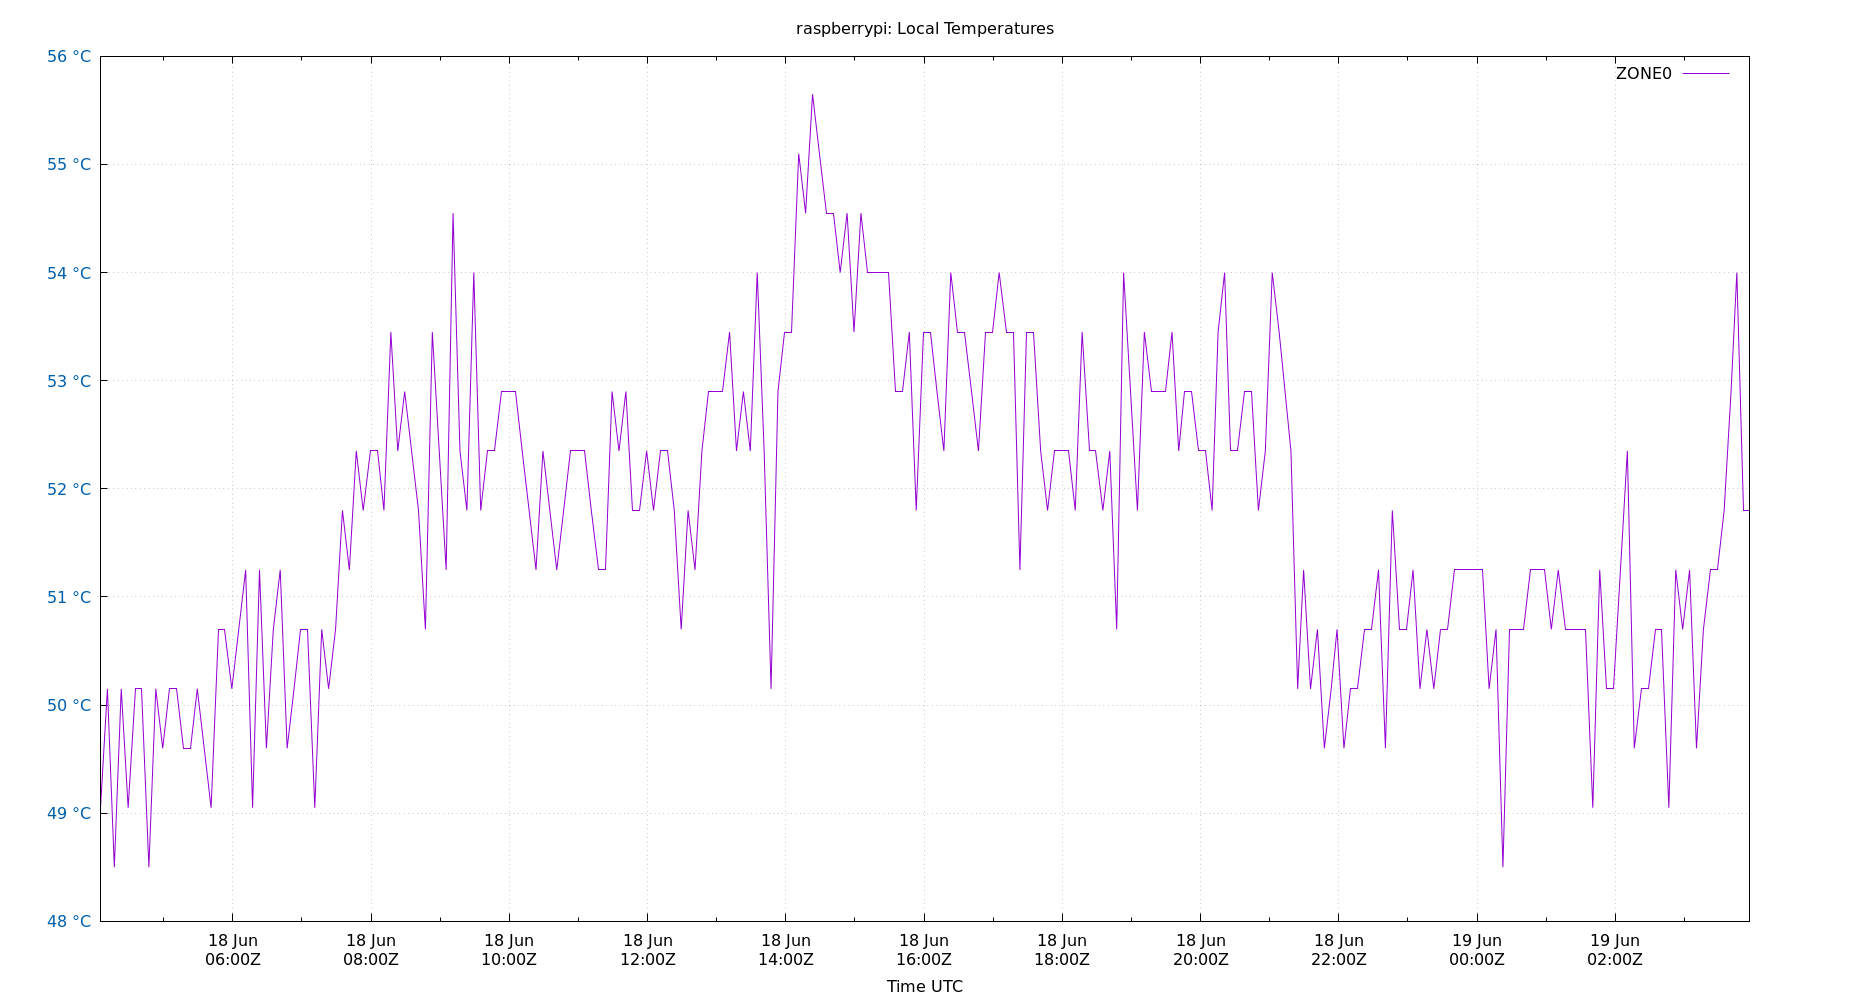 raspberrypi: Local Temperatures
56 °C
ZONE0
55 °C
54 °C
53 °C
52 °C
51 °C
50 °C
49 °C
48 °C
18 Jun 18 Jun 18 Jun 18 Jun 18 Jun 18 Jun 18 Jun 18 Jun 18 Jun 19 Jun 19 Jun
06:00Z 08:00Z 10:00Z 12:00Z 14:00Z 16:00Z 18:00Z 20:00Z 22:00Z 00:00Z 02:00Z
Time UTC